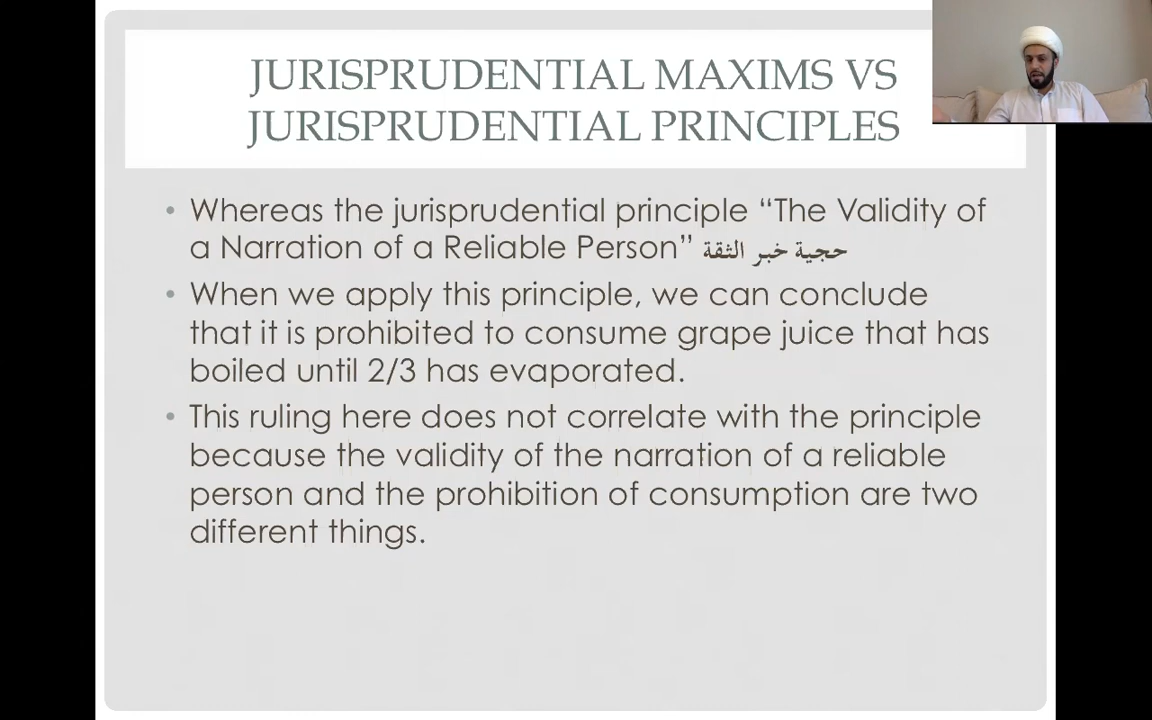 JURISPRUDENTIAL MAXIMS VS
JURISPRUDENTIAL PRINCIPLES
• Whereas the jurisprudential principle “The Validity of
a Narration of a Reliable Person” حجية خبر الثقة
• When we apply this principle, we can conclude
that it is prohibited to consume grape juice that has
boiled until 2/3 has evaporated.
• This ruling here does not correlate with the principle
because the validity of the narration of a reliable
person and the prohibition of consumption are two
different things.